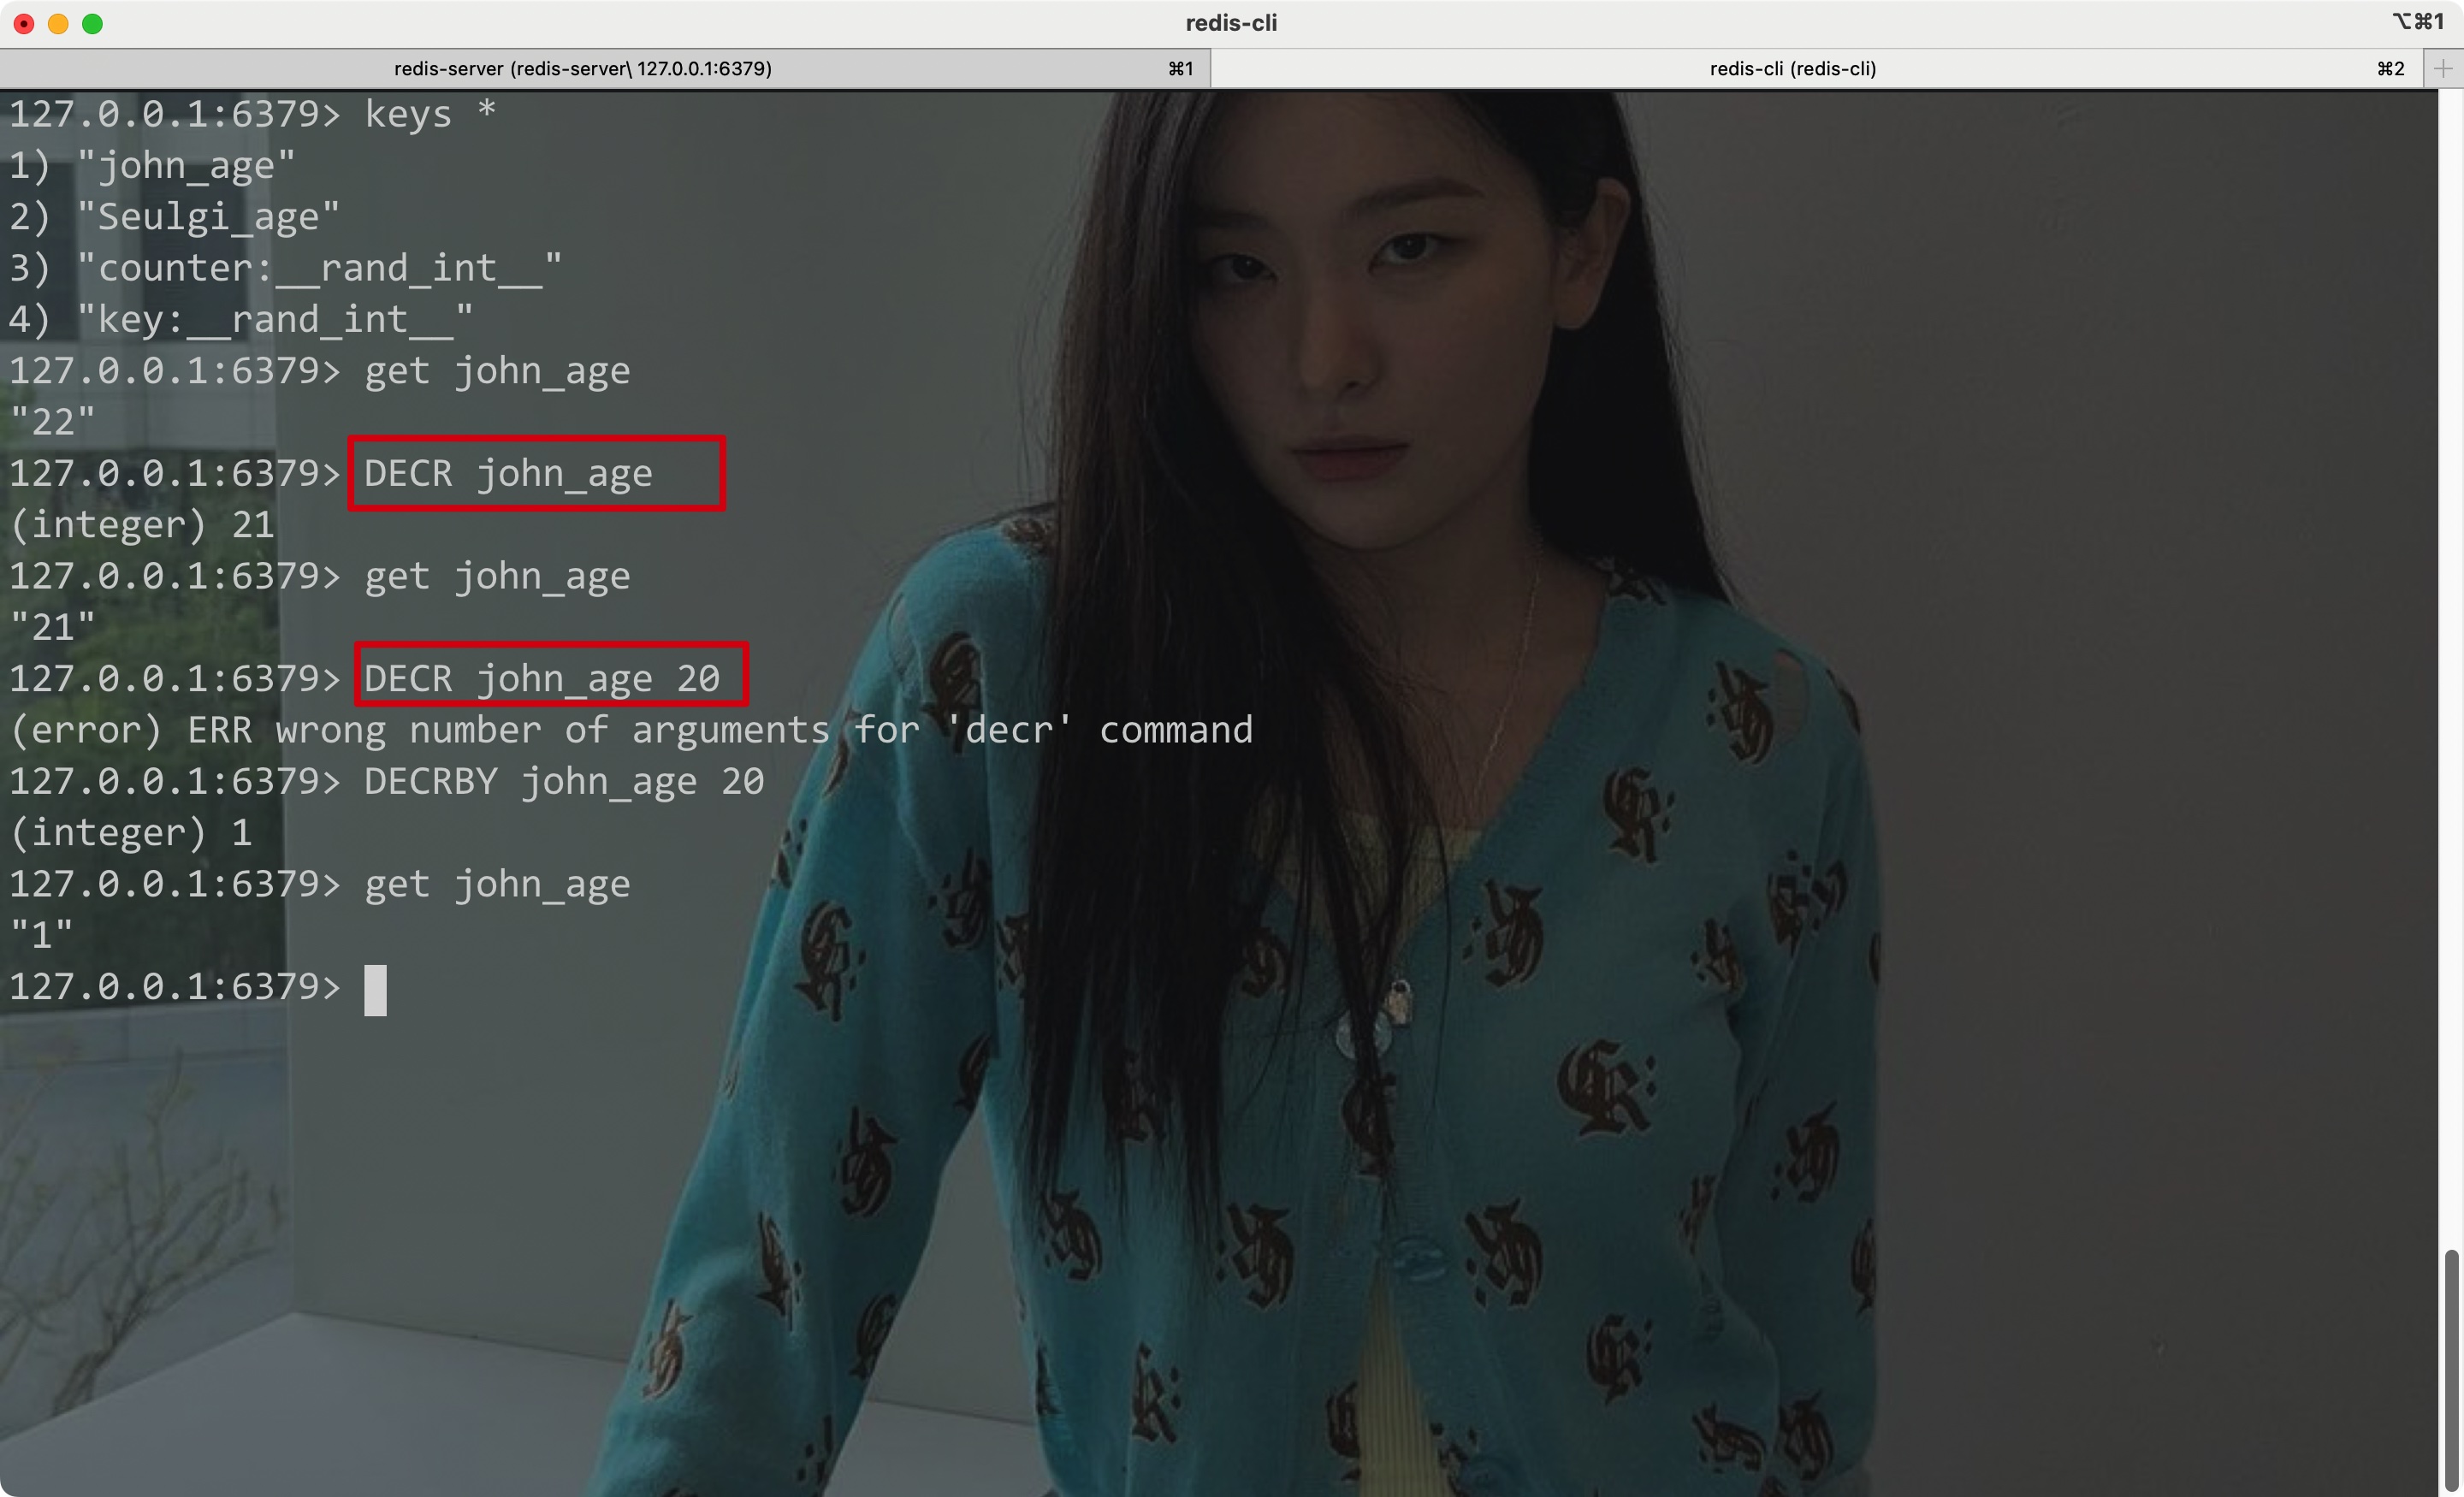 redis-cli
⌥⌘1
redis-server (redis-server\ 127.0.0.1:6379) ⌘1
redis-cli (redis-cli) ⌘2
127.0.0.1:6379> keys *
1) "john_age"
2) "Seulgi_age"
3) "counter:__rand_int__"
4) "key:__rand_int__"
127.0.0.1:6379> get john_age
"22"
127.0.0.1:6379> DECR john_age
(integer) 21
127.0.0.1:6379> get john_age
"21"
127.0.0.1:6379> DECR john_age 20
(error) ERR wrong number of arguments for 'decr' command
127.0.0.1:6379> DECRBY john_age 20
(integer) 1
127.0.0.1:6379> get john_age
"1"
127.0.0.1:6379>